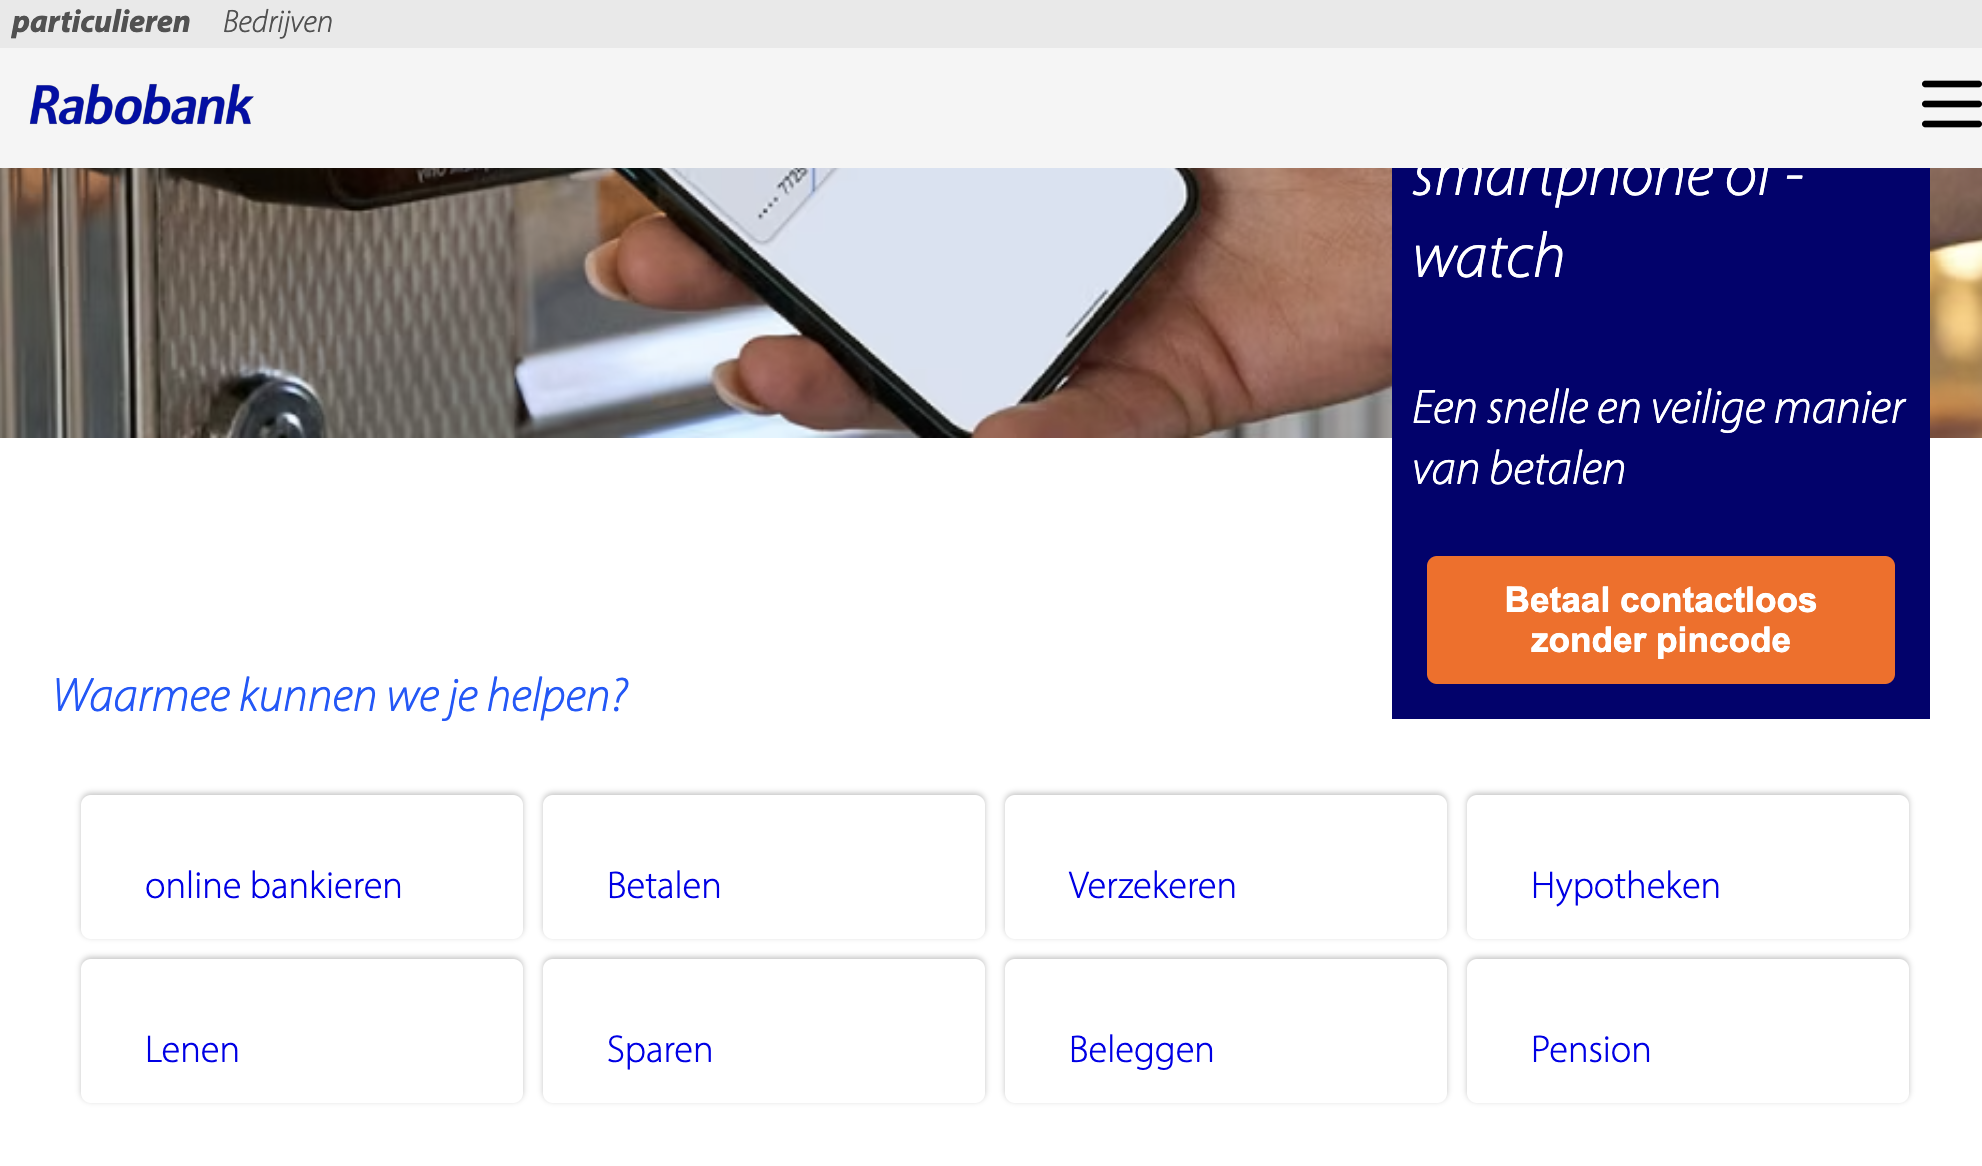 particulieren Bedrijven
Rabobank
7725
smartphone of -
watch
Een snelle en veilige manier
van betalen
Betaal contactloos
zonder pincode
Waarmee kunnen we je helpen?
online bankieren Betalen Verzekeren Hypotheken
Lenen Sparen Beleggen Pension